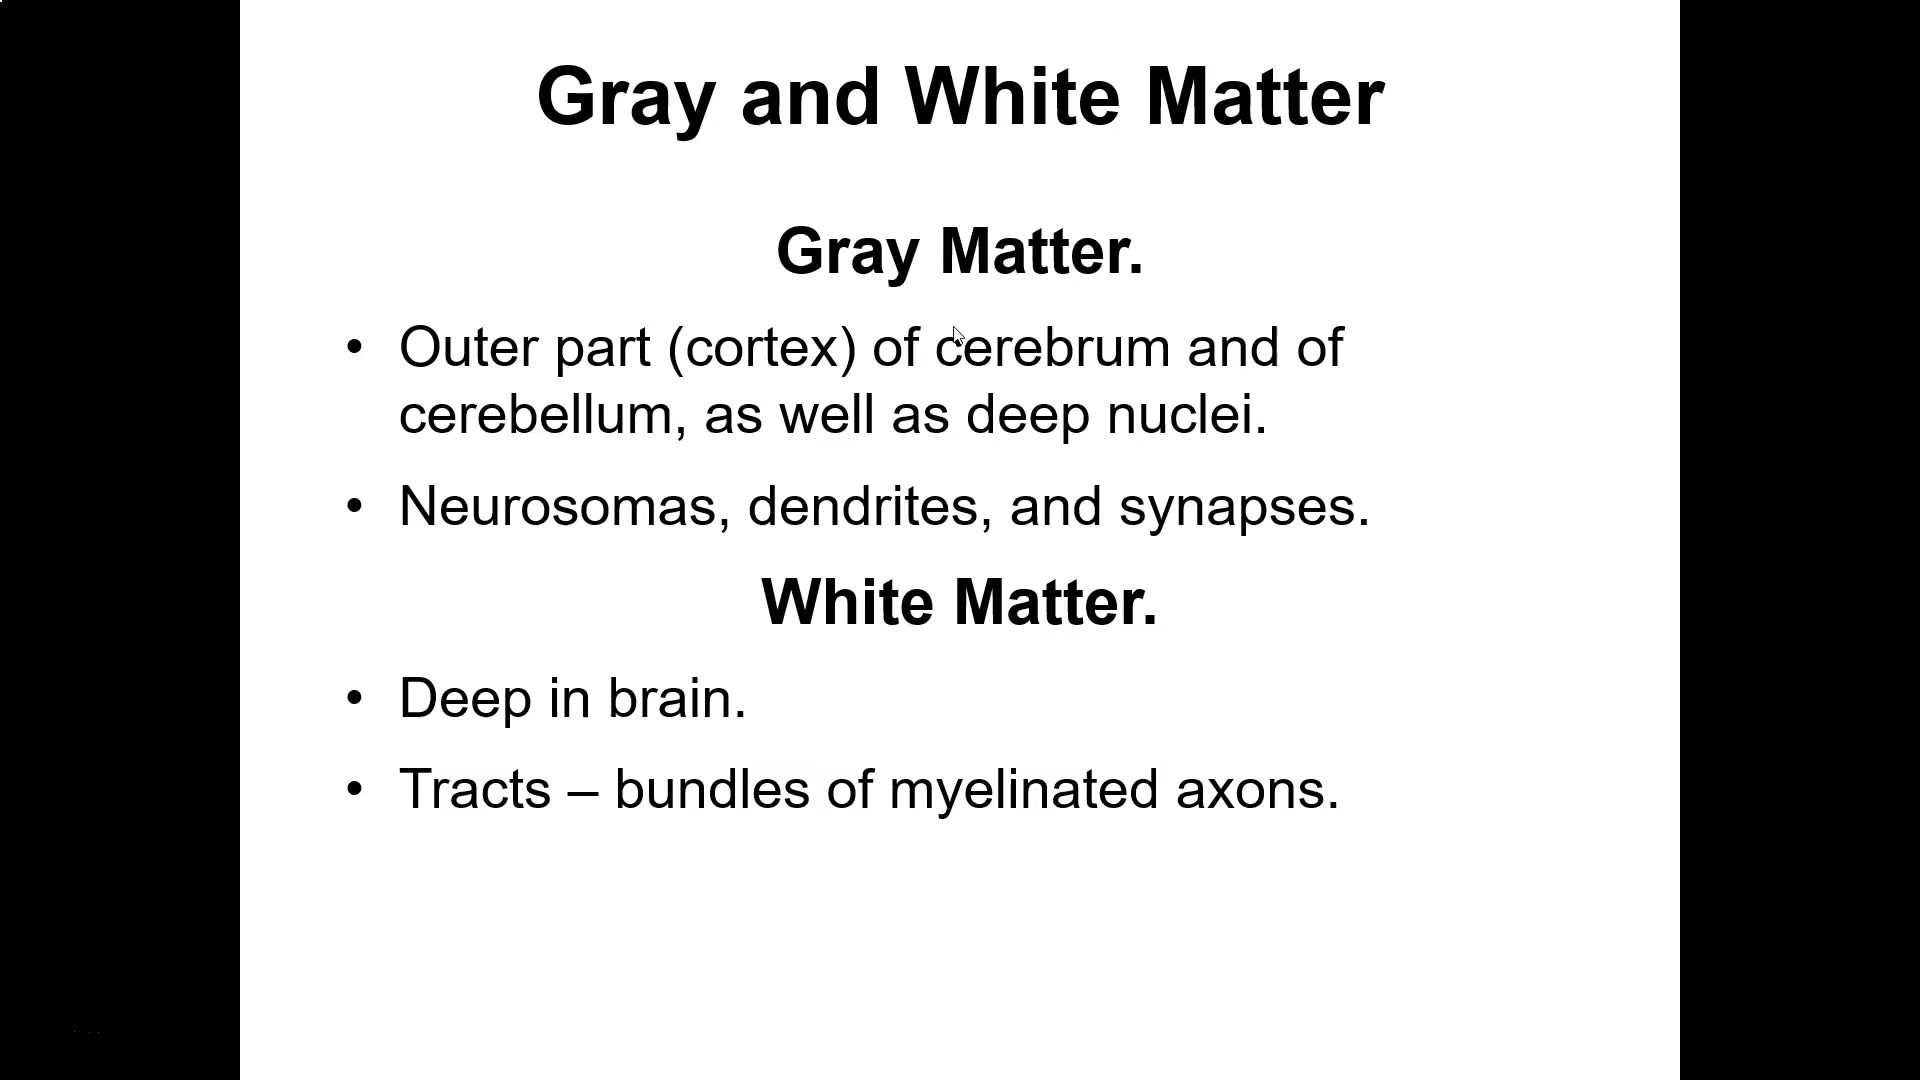 Gray and White Matter
Gray Matter.
• Outer part (cortex) of cerebrum and of
cerebellum, as well as deep nuclei.
• Neurosomas, dendrites, and synapses.
White Matter.
• Deep in brain.
• Tracts – bundles of myelinated axons.